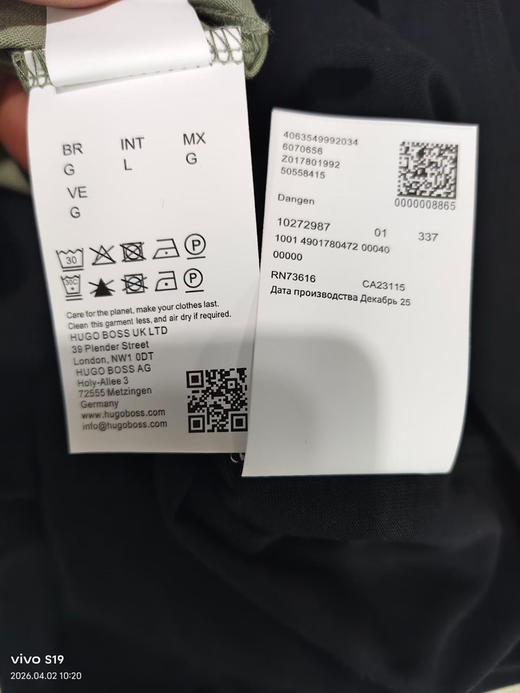 BR INT MX
G L G
VE
G
30
P
P
Care for the planet, make your clothes last.
Clean this garment less, and air dry if required.
HUGO BOSS UK LTD
39 Plender Street
London, NW1 0DT
HUGO BOSS AG
Holy-Allee 3
72555 Metzingen
Germany
www.hugoboss.com
info@hugoboss.com
4063549992034
6070656
Z017801992
50558415
0000008865
Dangen
10272987 01 337
1001 4901780472 00040
00000
RN73616 CA23115
Дата производства Декабрь 25
vivo S19
2026.04.02 10:20